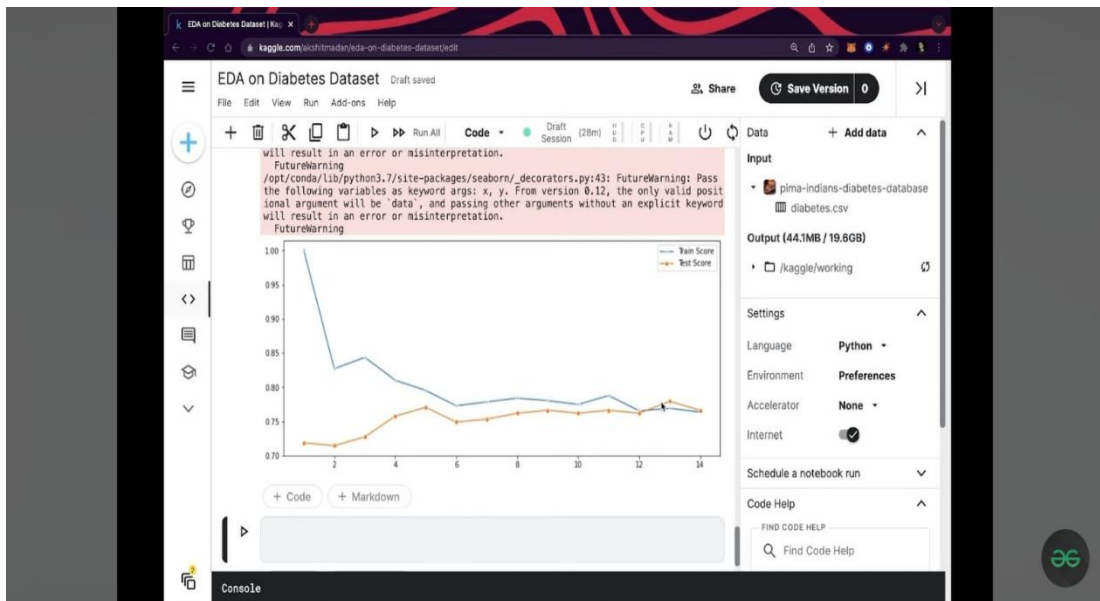 k EDA on Diabetes Dataset | Kag
kaggle.com/akshitmadan/eda-on-diabetes-dataset/edit
EDA on Diabetes Dataset Draft saved
File Edit View Run Add-ons Help
Share
Save Version 0
Run All Code Draft Session (28m) HDD CPU RAM
will result in an error or misinterpretation.
FutureWarning
/opt/conda/lib/python3.7/site-packages/seaborn/_decorators.py:43: FutureWarning: Pass
the following variables as keyword args: x, y. From version 0.12, the only valid posit
ional argument will be `data`, and passing other arguments without an explicit keyword
will result in an error or misinterpretation.
FutureWarning
Train Score
Test Score
1.00
0.95
0.90
0.85
0.80
0.75
0.70
2 4 6 8 10 12 14
+ Code + Markdown
Console
Data + Add data
Input
pima-indians-diabetes-database
diabetes.csv
Output (44.1MB / 19.6GB)
/kaggle/working
Settings
Language Python
Environment Preferences
Accelerator None
Internet
Schedule a notebook run
Code Help
FIND CODE HELP
Find Code Help